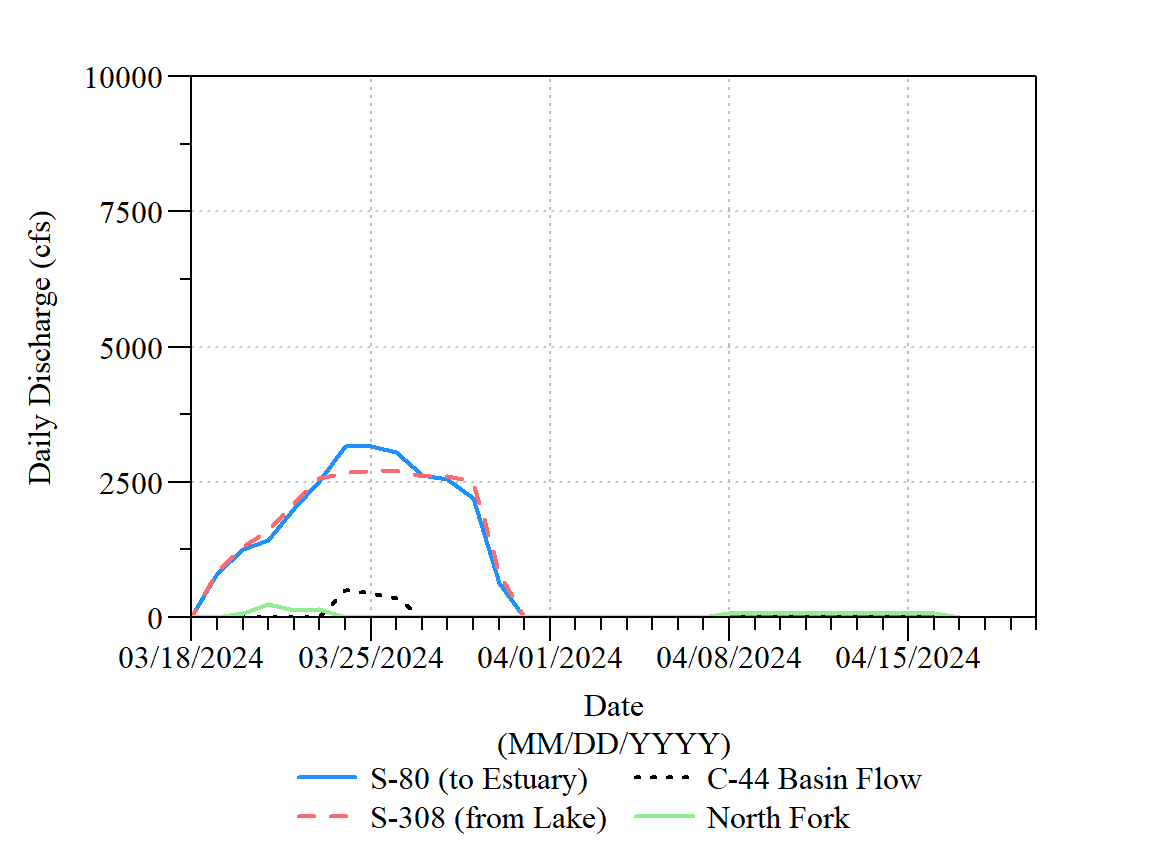 10000
7500
5000
2500
0
Daily Discharge (cfs)
03/18/2024 03/25/2024 04/01/2024 04/08/2024 04/15/2024
Date
(MM/DD/YYYY)
S-80 (to Estuary) C-44 Basin Flow
S-308 (from Lake) North Fork